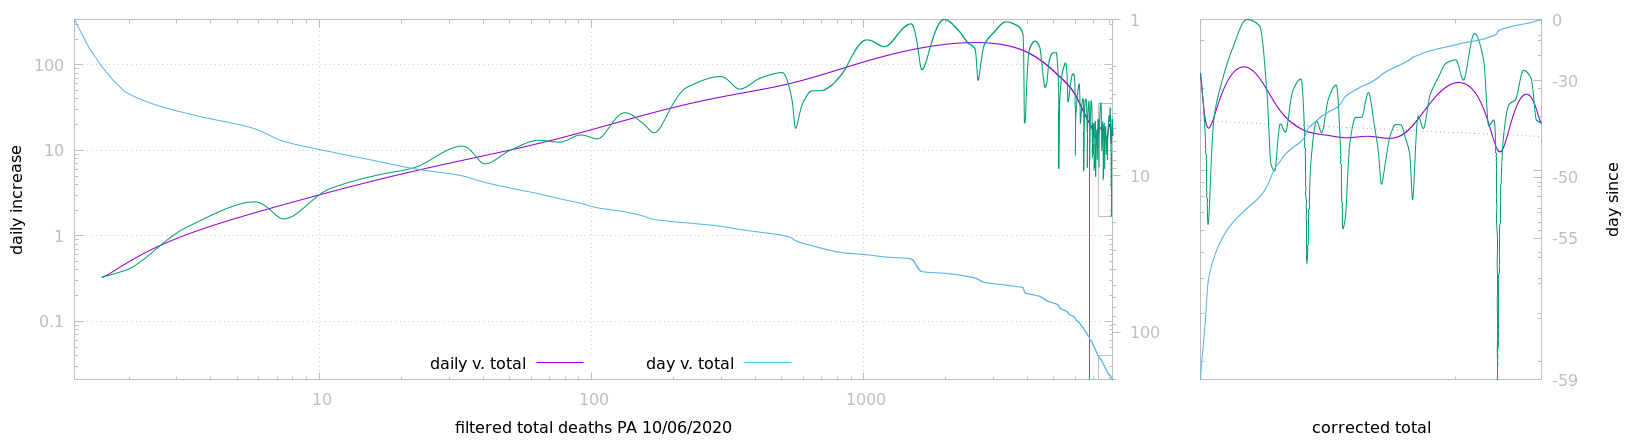 daily increase
100
10
1
0.1
daily v. total
day v. total
10
100
1000
filtered total deaths PA 10/06/2020
1
10
100
0
-30
-50
-55
-59
day since
corrected total